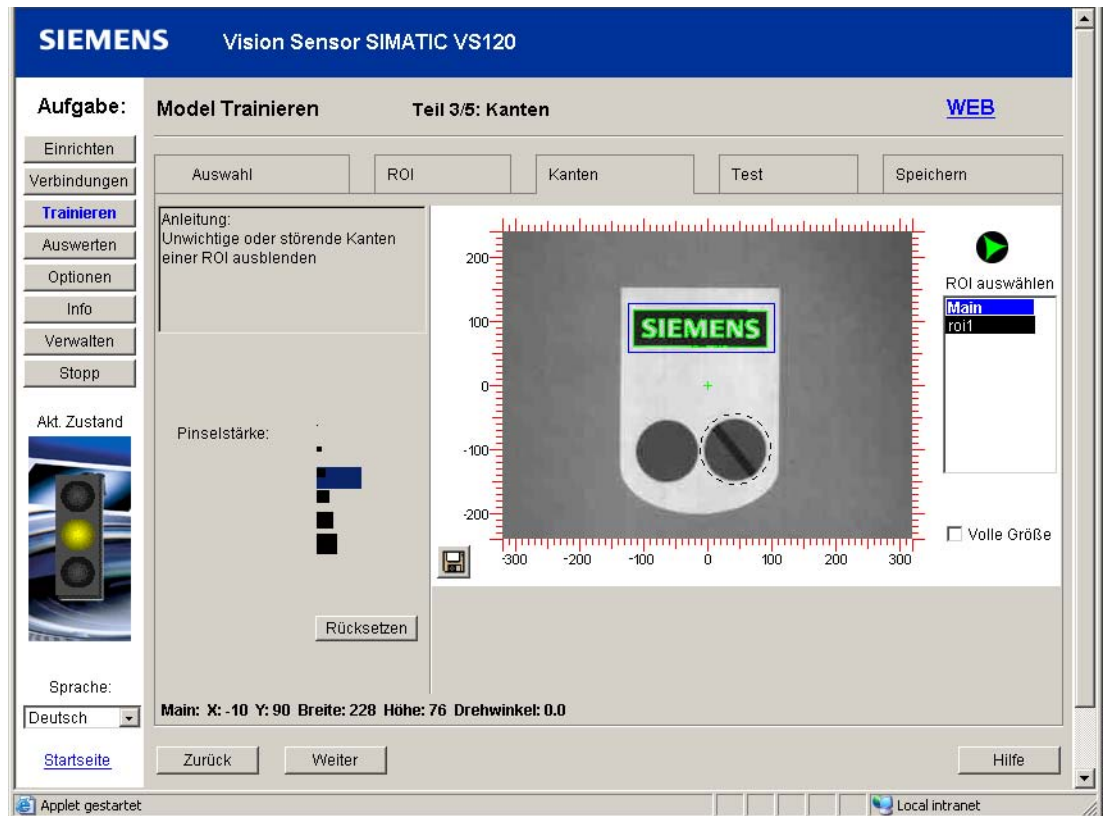 SIEMENS Vision Sensor SIMATIC VS120
Aufgabe:
Model Trainieren Teil 3/5: Kanten WEB
Einrichten
Verbindungen
Trainieren
Auswerten
Optionen
Info
Verwalten
Stopp
Akt. Zustand
Sprache:
Deutsch
Startseite
Auswahl ROI Kanten Test Speichern
Anleitung:
Unwichtige oder störende Kanten
einer ROI ausblenden
Pinselstärke:
Rücksetzen
200
100
0
-100
-200
-300 -200 -100 0 100 200 300
SIEMENS
ROI auswählen
Main
roi1
Volle Größe
Main: X: -10 Y: 90 Breite: 228 Höhe: 76 Drehwinkel: 0.0
Zurück Weiter Hilfe
Applet gestartet Local intranet